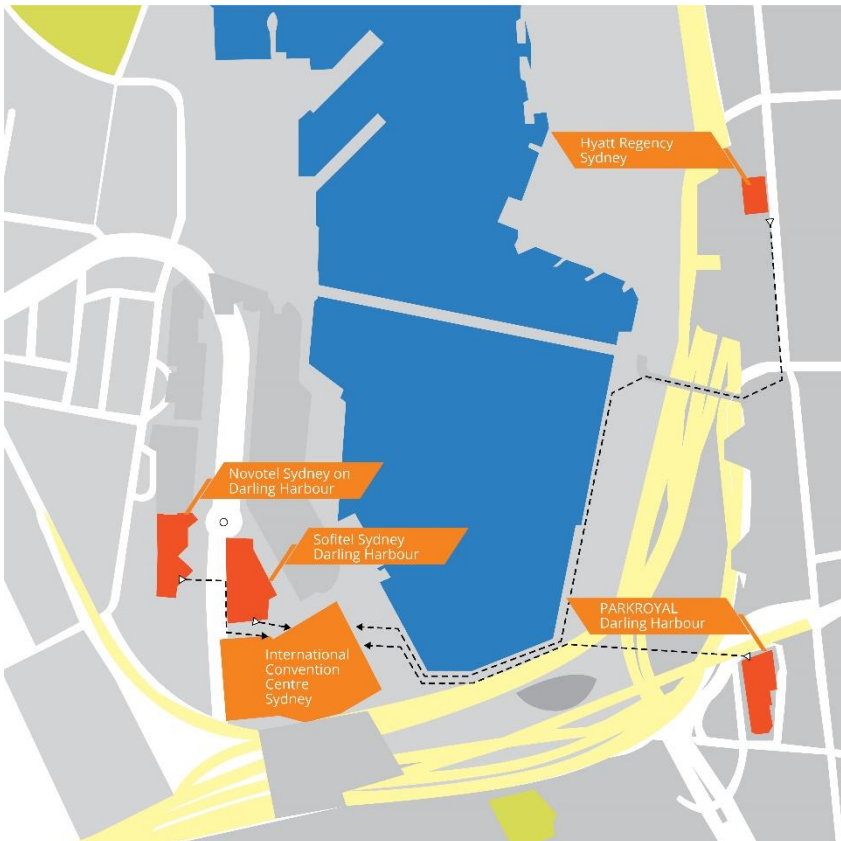 Hyatt Regency
Sydney
Novotel Sydney on
Darling Harbour
Sofitel Sydney
Darling Harbour
PARKROYAL
Darling Harbour
International
Convention
Centre
Sydney